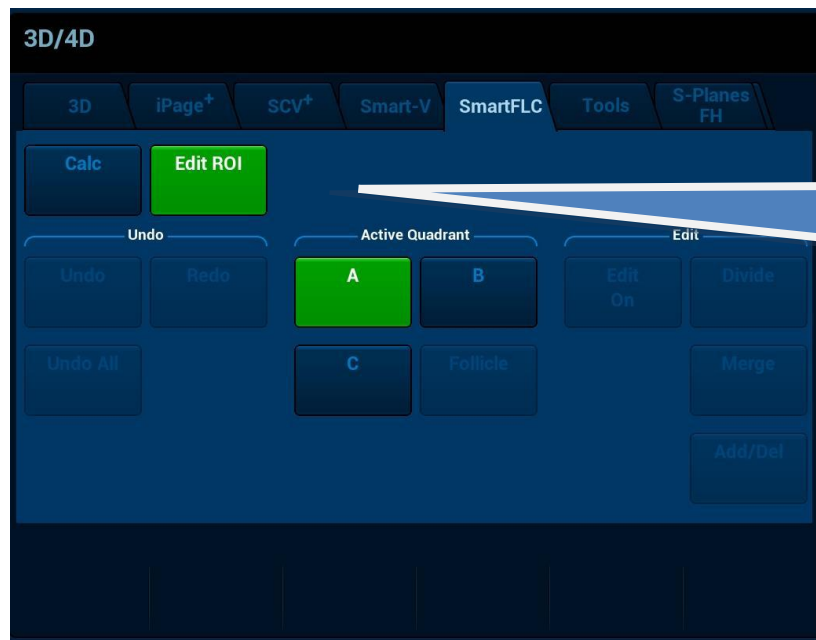 3D/4D
3D iPage+ SCV+ Smart-V SmartFLC Tools S-Planes
FH
Calc Edit ROI
Undo Active Quadrant Edit
Undo Redo A B Edit
On Divide
Undo All C Follicle Merge
Add/Del